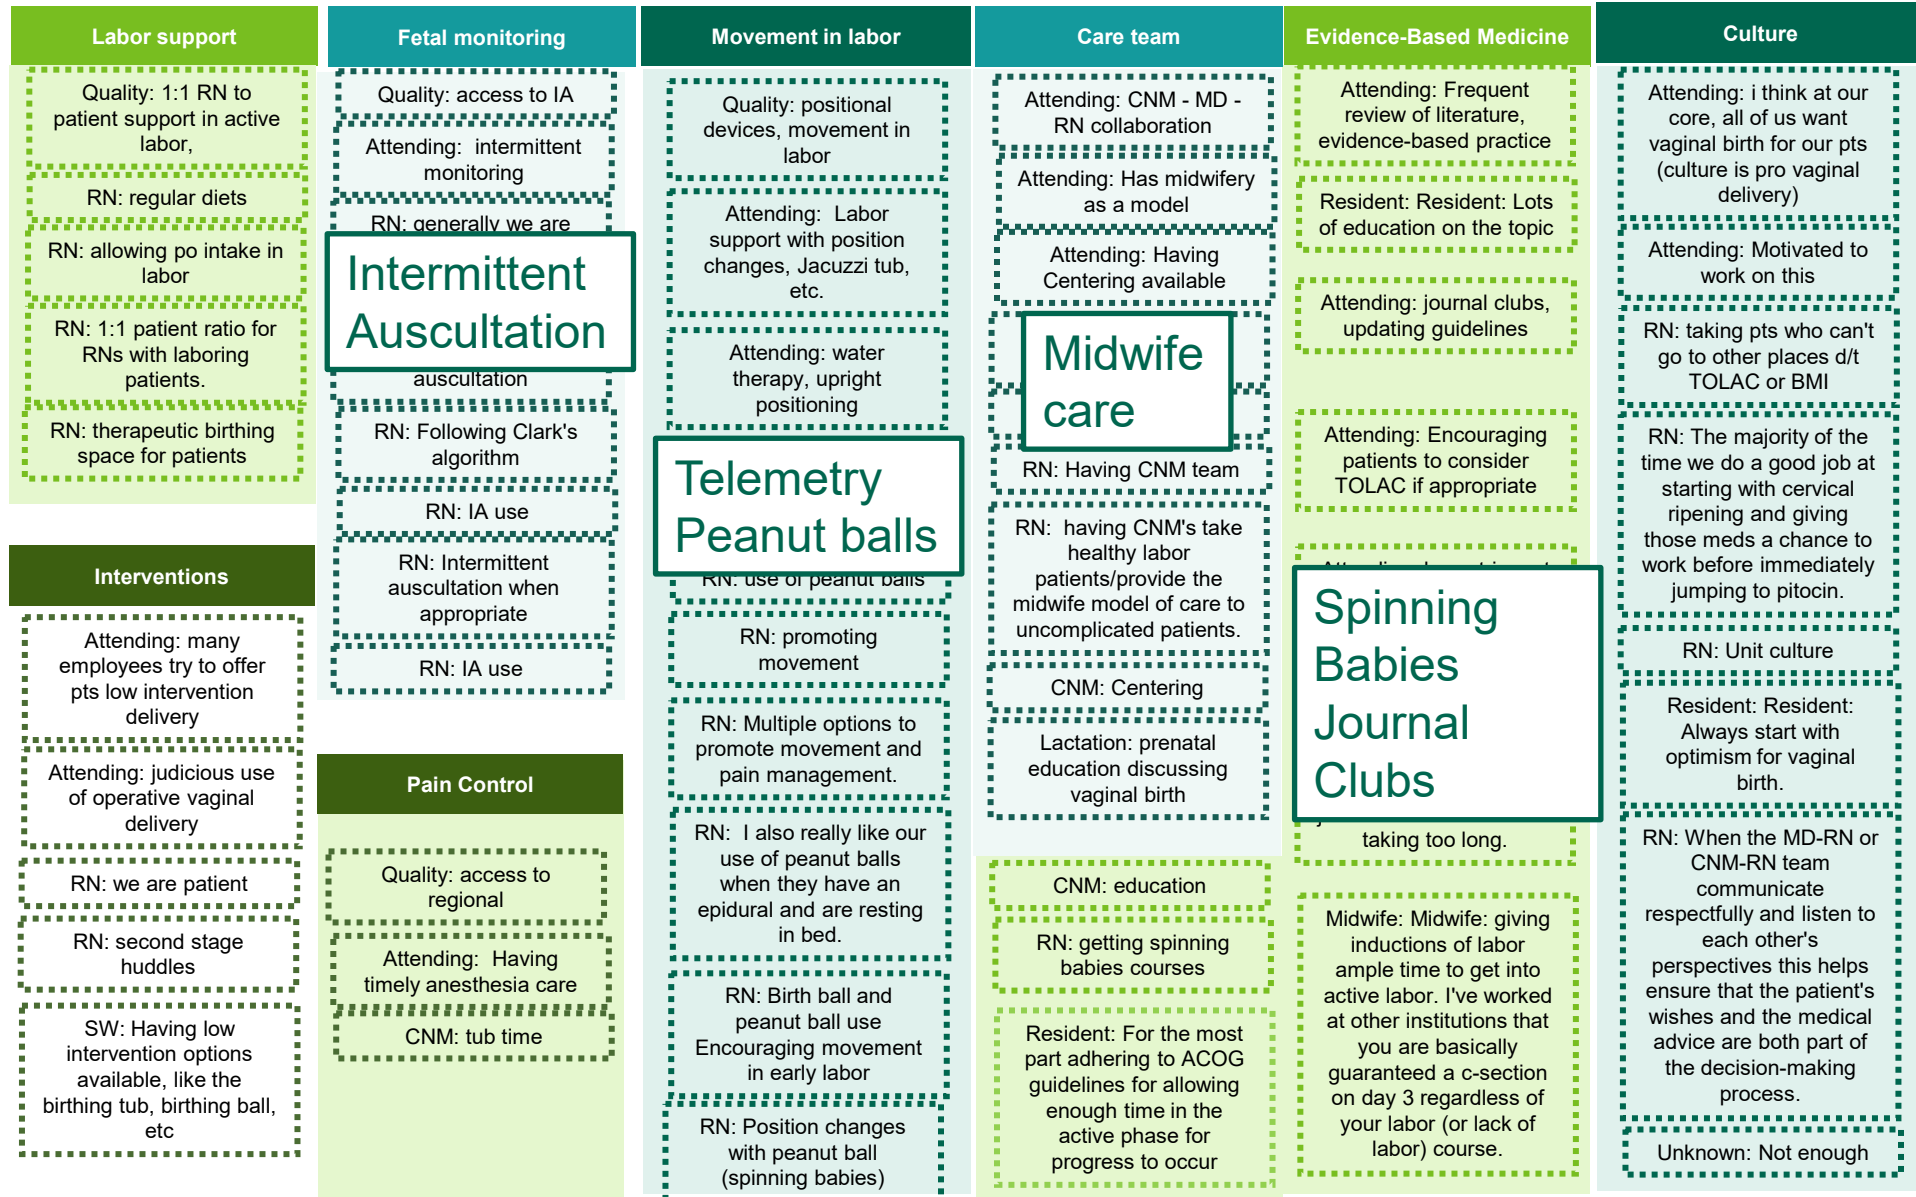 Labor support
Quality: 1:1 RN to
patient support in active
labor,
RN: regular diets
RN: allowing po intake in
labor
RN: 1:1 patient ratio for
RNs with laboring
patients.
RN: therapeutic birthing
space for patients
Interventions
Attending: many
employees try to offer
pts low intervention
delivery
Attending: judicious use
of operative vaginal
delivery
RN: we are patient
RN: second stage
huddles
SW: Having low
intervention options
available, like the
birthing tub, birthing ball,
etc
Fetal monitoring
Quality: access to IA
Attending: intermittent
monitoring
RN: generally we are
Intermittent
Auscultation
auscultation
RN: Following Clark's
algorithm
RN: IA use
RN: Intermittent
auscultation when
appropriate
RN: IA use
Pain Control
Quality: access to
regional
Attending: Having
timely anesthesia care
CNM: tub time
Movement in labor
Quality: positional
devices, movement in
labor
Attending: Labor
support with position
changes, Jacuzzi tub,
etc.
Attending: water
therapy, upright
positioning
Telemetry
Peanut balls
RN: use of peanut balls
RN: promoting
movement
RN: Multiple options to
promote movement and
pain management.
RN: I also really like our
use of peanut balls
when they have an
epidural and are resting
in bed.
RN: Birth ball and
peanut ball use
Encouraging movement
in early labor
RN: Position changes
with peanut ball
(spinning babies)
Care team
Attending: CNM - MD -
RN collaboration
Attending: Has midwifery
as a model
Attending: Having
Centering available
Midwife
care
RN: Having CNM team
RN: having CNM's take
healthy labor
patients/provide the
midwife model of care to
uncomplicated patients.
CNM: Centering
Lactation: prenatal
education discussing
vaginal birth
CNM: education
RN: getting spinning
babies courses
Resident: For the most
part adhering to ACOG
guidelines for allowing
enough time in the
active phase for
progress to occur
Evidence-Based Medicine
Attending: Frequent
review of literature,
evidence-based practice
Resident: Resident: Lots
of education on the topic
Attending: journal clubs,
updating guidelines
Attending: Encouraging
patients to consider
TOLAC if appropriate
Spinning
Babies
Journal
Clubs
taking too long.
Midwife: Midwife: giving
inductions of labor
ample time to get into
active labor. I've worked
at other institutions that
you are basically
guaranteed a c-section
on day 3 regardless of
your labor (or lack of
labor) course.
Culture
Attending: i think at our
core, all of us want
vaginal birth for our pts
(culture is pro vaginal
delivery)
Attending: Motivated to
work on this
RN: taking pts who can't
go to other places d/t
TOLAC or BMI
RN: The majority of the
time we do a good job at
starting with cervical
ripening and giving
those meds a chance to
work before immediately
jumping to pitocin.
RN: Unit culture
Resident: Resident:
Always start with
optimism for vaginal
birth.
RN: When the MD-RN or
CNM-RN team
communicate
respectfully and listen to
each other's
perspectives this helps
ensure that the patient's
wishes and the medical
advice are both part of
the decision-making
process.
Unknown: Not enough